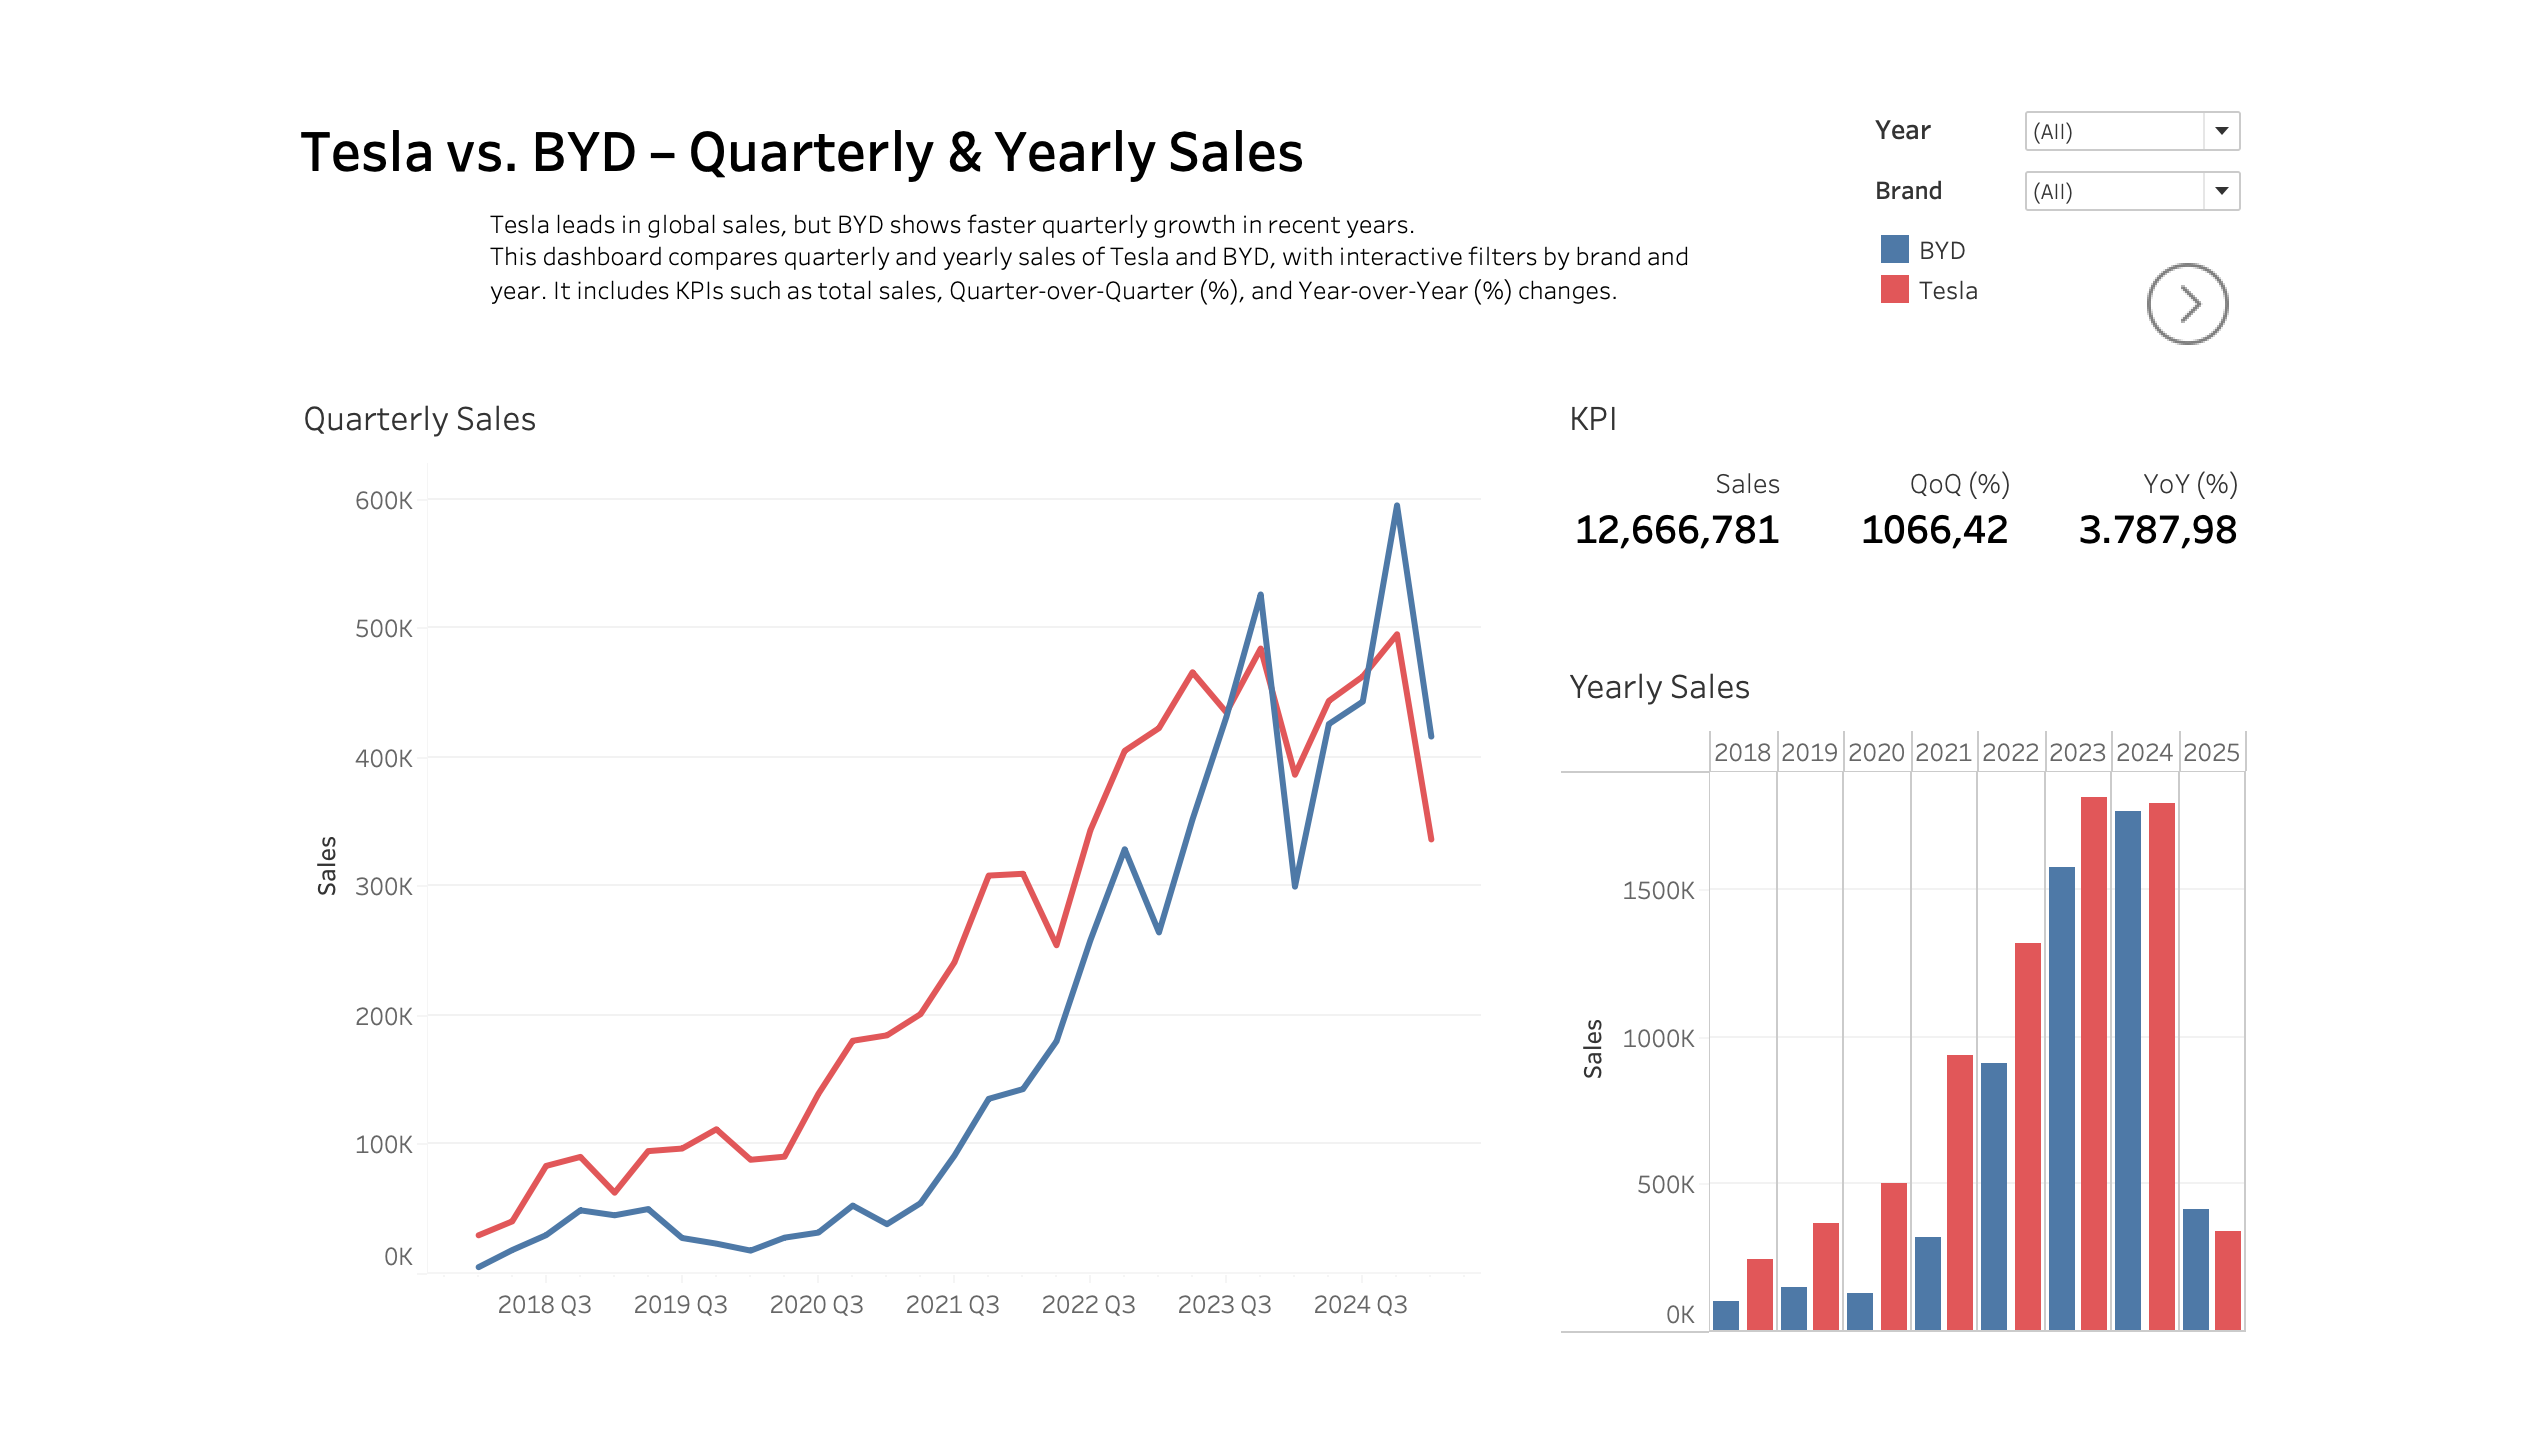 Tesla vs. BYD – Quarterly & Yearly Sales
Tesla leads in global sales, but BYD shows faster quarterly growth in recent years.
This dashboard compares quarterly and yearly sales of Tesla and BYD, with interactive filters by brand and
year. It includes KPIs such as total sales, Quarter-over-Quarter (%), and Year-over-Year (%) changes.
Year
(All)
Brand
(All)
BYD
Tesla
Quarterly Sales
Sales
600K
500K
400K
300K
200K
100K
0K
2018 Q3 2019 Q3 2020 Q3 2021 Q3 2022 Q3 2023 Q3 2024 Q3
KPI
Sales QoQ (%) YoY (%)
12,666,781 1066,42 3.787,98
Yearly Sales
2018 2019 2020 2021 2022 2023 2024 2025
Sales
1500K
1000K
500K
0K